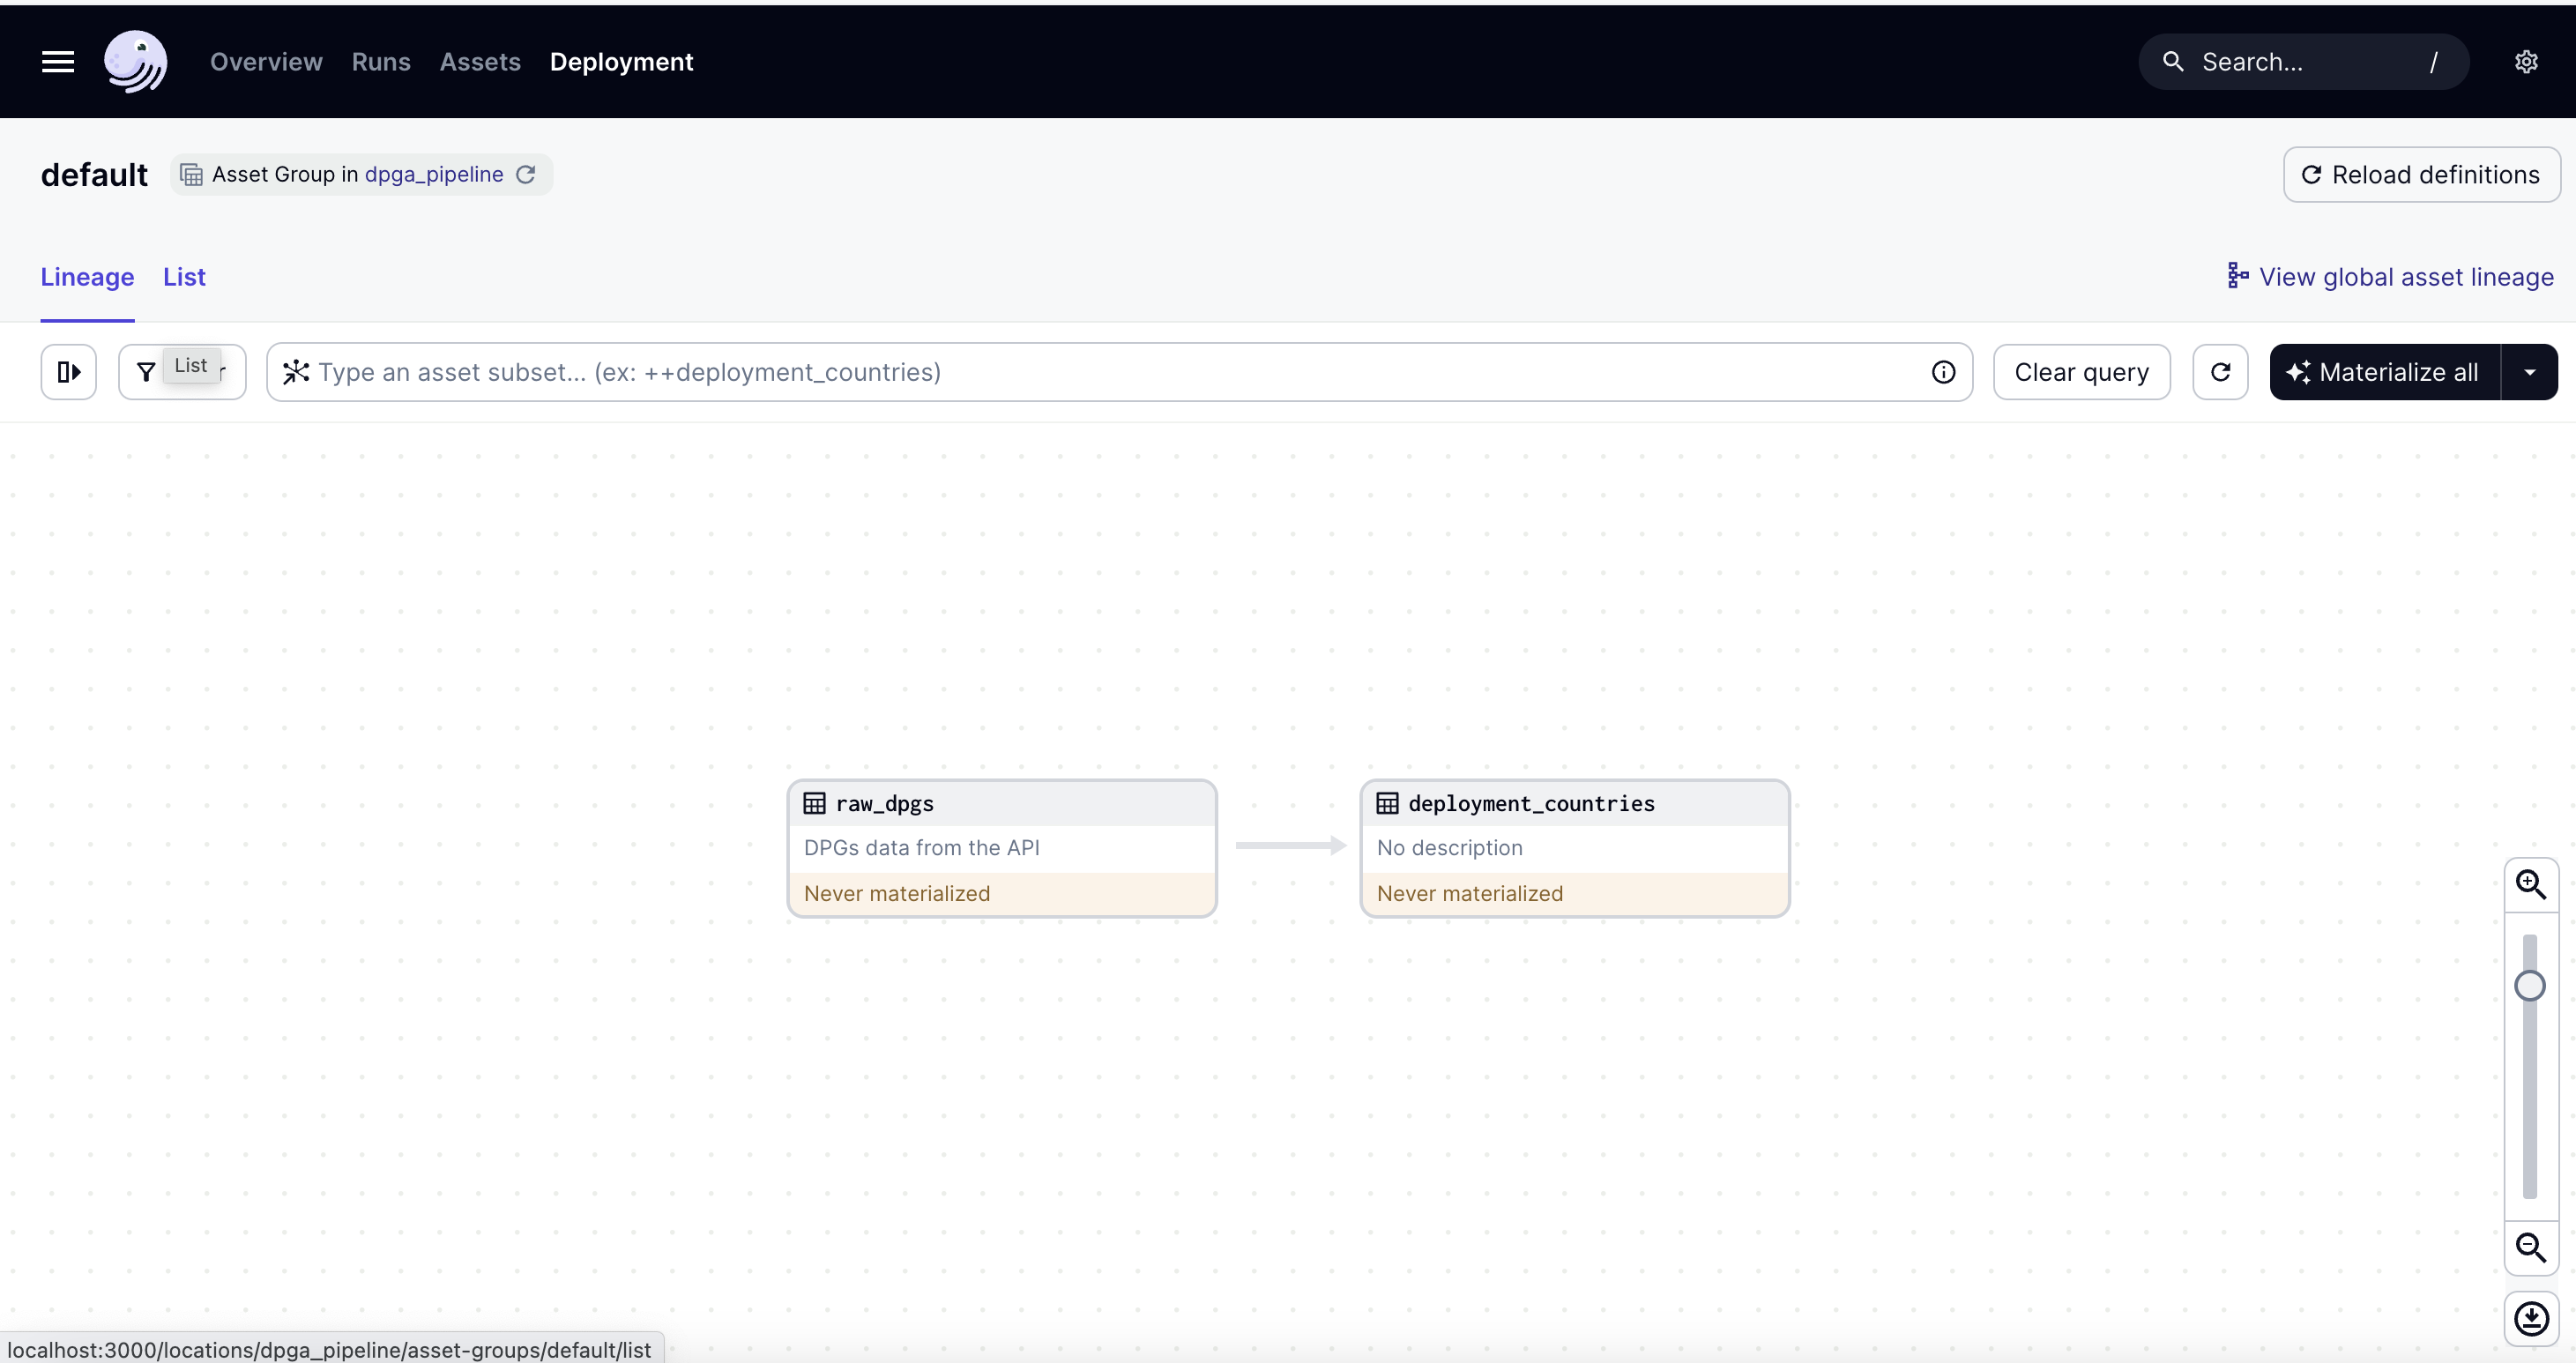 Overview Runs Assets Deployment Search... /
default Asset Group in dpga_pipeline Reload definitions
Lineage List View global asset lineage
List Type an asset subset... (ex: ++deployment_countries) Clear query Materialize all
raw_dpgs
DPGs data from the API
Never materialized
deployment_countries
No description
Never materialized
localhost:3000/locations/dpga_pipeline/asset-groups/default/list